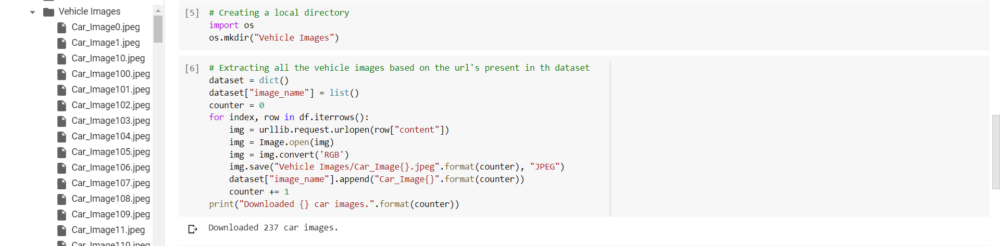 Vehicle Images
Car_Image0.jpeg
Car_Image1.jpeg
Car_Image10.jpeg
Car_Image100.jpeg
Car_Image101.jpeg
Car_Image102.jpeg
Car_Image103.jpeg
Car_Image104.jpeg
Car_Image105.jpeg
Car_Image106.jpeg
Car_Image107.jpeg
Car_Image108.jpeg
Car_Image109.jpeg
Car_Image11.jpeg
Car_Image110.jpeg
[5] # Creating a local directory
import os
os.mkdir("Vehicle Images")
[6] # Extracting all the vehicle images based on the url's present in th dataset
dataset = dict()
dataset["image_name"] = list()
counter = 0
for index, row in df.iterrows():
    img = urllib.request.urlopen(row["content"])
    img = Image.open(img)
    img = img.convert('RGB')
    img.save("Vehicle Images/Car_Image{}.jpeg".format(counter), "JPEG")
    dataset["image_name"].append("Car_Image{}".format(counter))
    counter += 1
print("Downloaded {} car images.".format(counter))
Downloaded 237 car images.